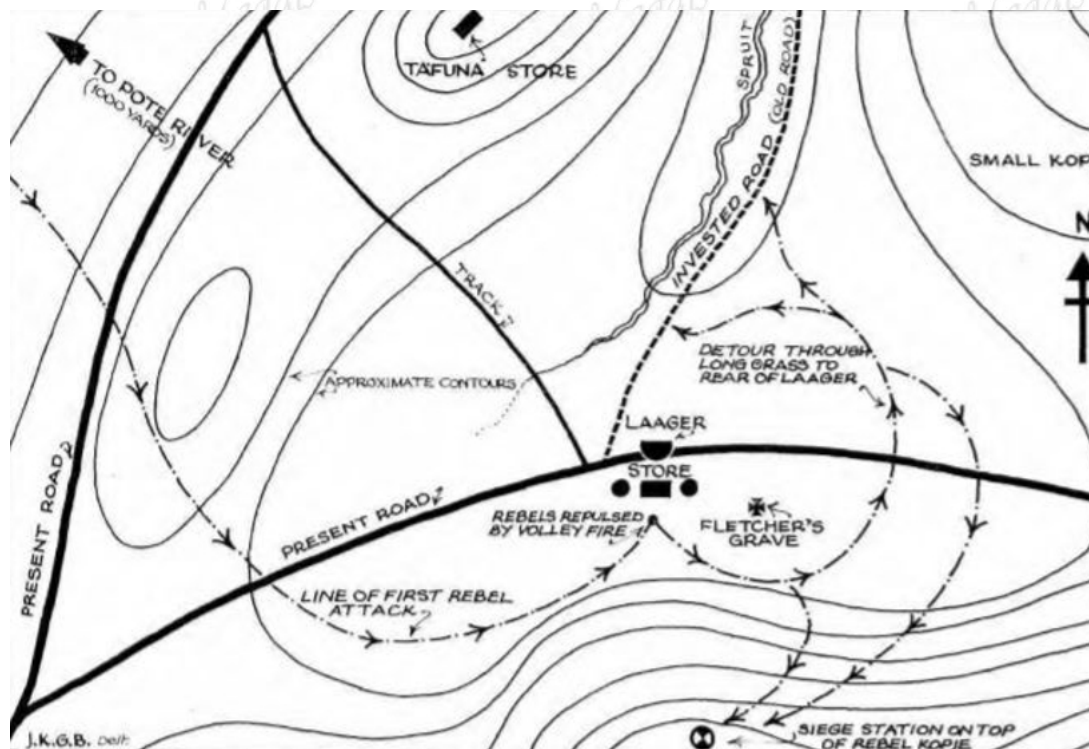 TO POTE RIVER
(1000 YARDS)
TAFUNA STORE
SPRUIT
INVESTED ROAD (OLD ROAD)
SMALL KOP
N
TRACK
APPROXIMATE CONTOURS
DETOUR THROUGH
LONG GRASS TO
REAR OF LAAGER
LAAGER
STORE
PRESENT ROAD
PRESENT ROAD
REBELS REPULSED
BY VOLLEY FIRE
FLETCHER'S
GRAVE
LINE OF FIRST REBEL
ATTACK
SIEGE STATION ON TOP
OF REBEL KOPJE
J.K.G.B. Delt.